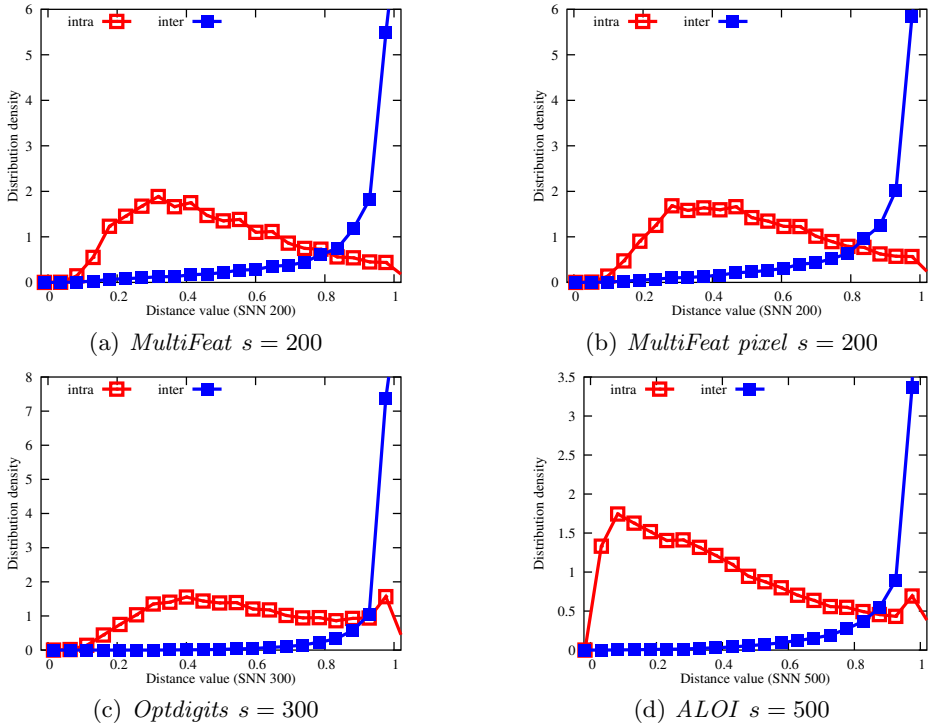 6
5
4
3
2
1
0
Distribution density
intra
inter
0.2
0.4
0.6
0.8
1
Distance value (SNN 200)
(a) MultiFeat s = 200
6
5
4
3
2
1
0
Distribution density
intra
inter
0.2
0.4
0.6
0.8
1
Distance value (SNN 200)
(b) MultiFeat pixel s = 200
8
7
6
5
4
3
2
1
0
Distribution density
intra
inter
0
0.2
0.4
0.6
0.8
1
Distance value (SNN 300)
(c) Optdigits s = 300
3.5
3
2.5
2
1.5
1
0.5
0
Distribution density
intra
inter
0
0.2
0.4
0.6
0.8
1
Distance value (SNN 500)
(d) ALOI s = 500